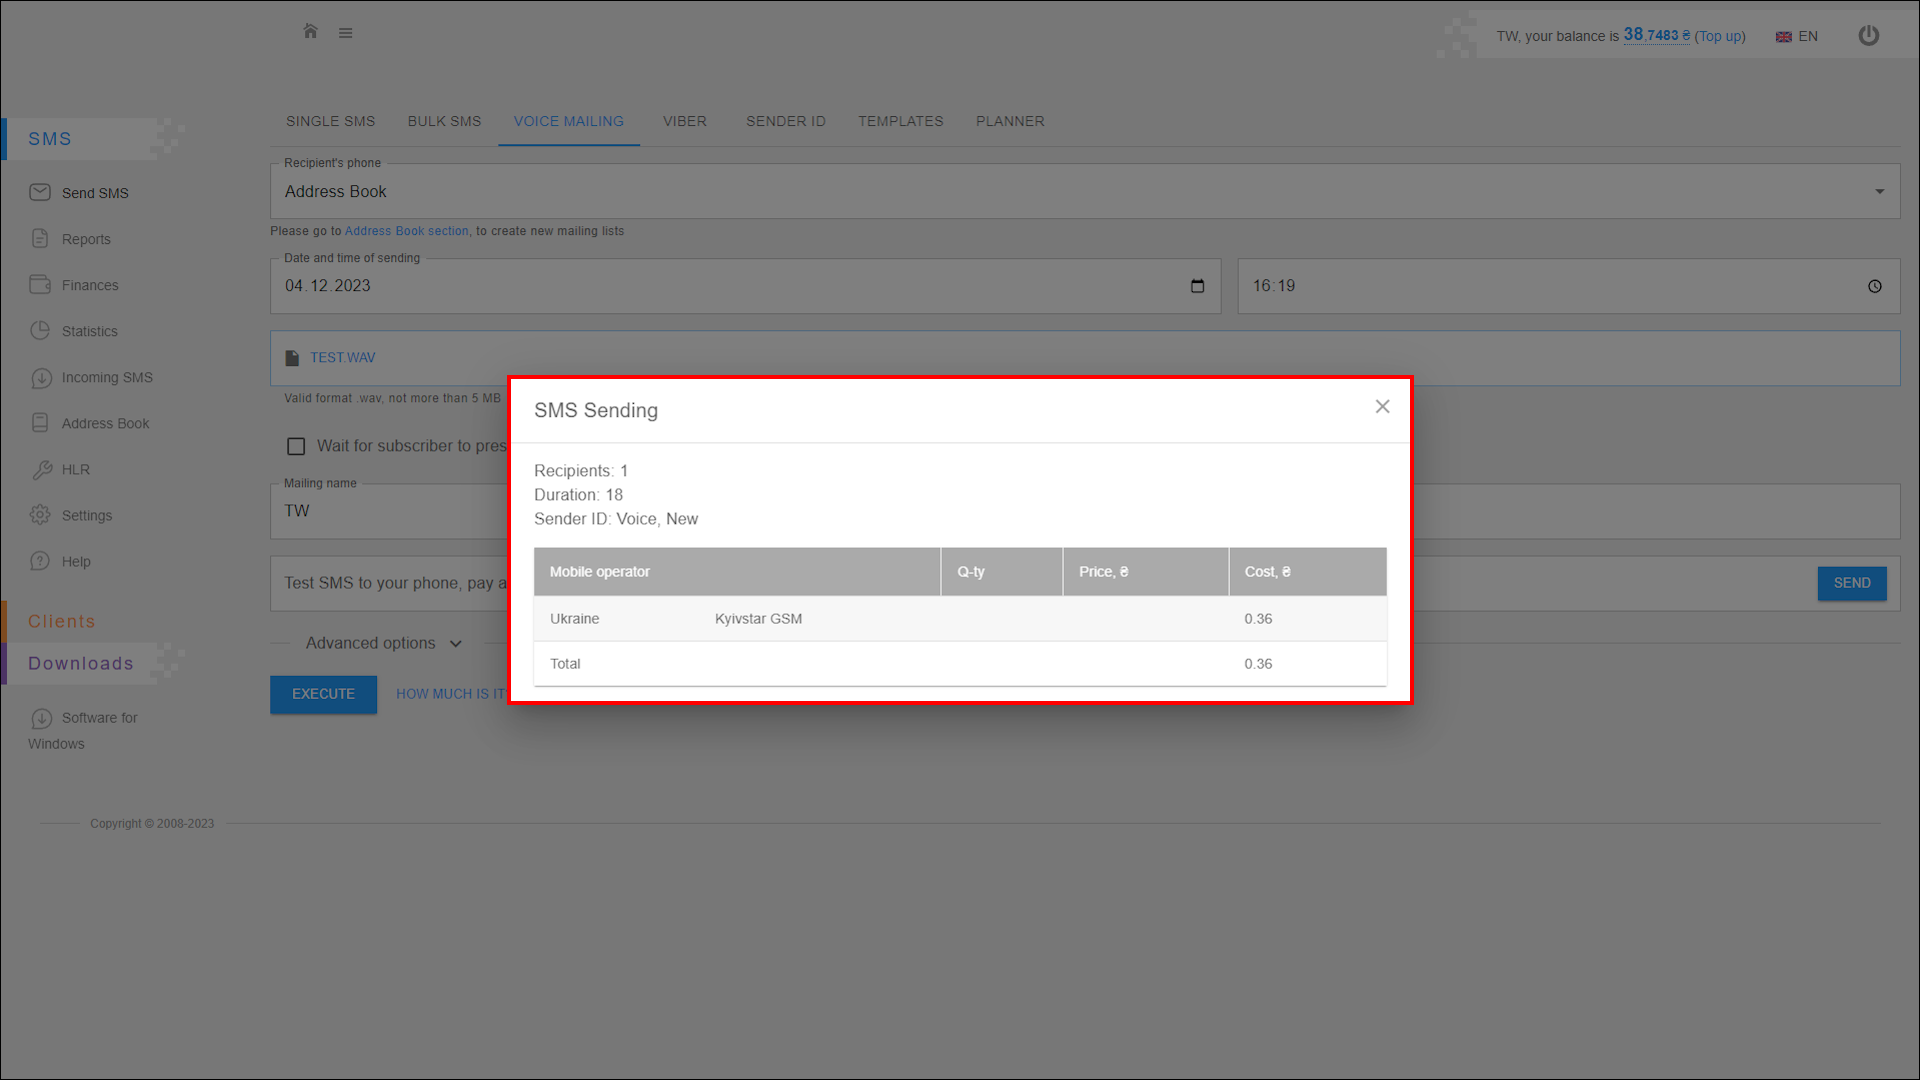 TW, your balance is 38,7483 ₴ (Top up)
EN
SMS
Send SMS
Reports
Finances
Statistics
Incoming SMS
Address Book
HLR
Settings
Help
Clients
Downloads
Software for
Windows
SINGLE SMS
BULK SMS
VOICE MAILING
VIBER
SENDER ID
TEMPLATES
PLANNER
Recipient's phone
Address Book
Please go to Address Book section, to create new mailing lists
Date and time of sending
04.12.2023
16:19
TEST.WAV
Valid format .wav, not more than 5 MB
Wait for subscriber to pres
Mailing name
TW
Test SMS to your phone, pay a
SEND
Advanced options
EXECUTE
HOW MUCH IS IT
SMS Sending
Recipients: 1
Duration: 18
Sender ID: Voice, New
Mobile operator Q-ty Price, ₴ Cost, ₴
Ukraine Kyivstar GSM 0.36
Total 0.36
Copyright © 2008-2023